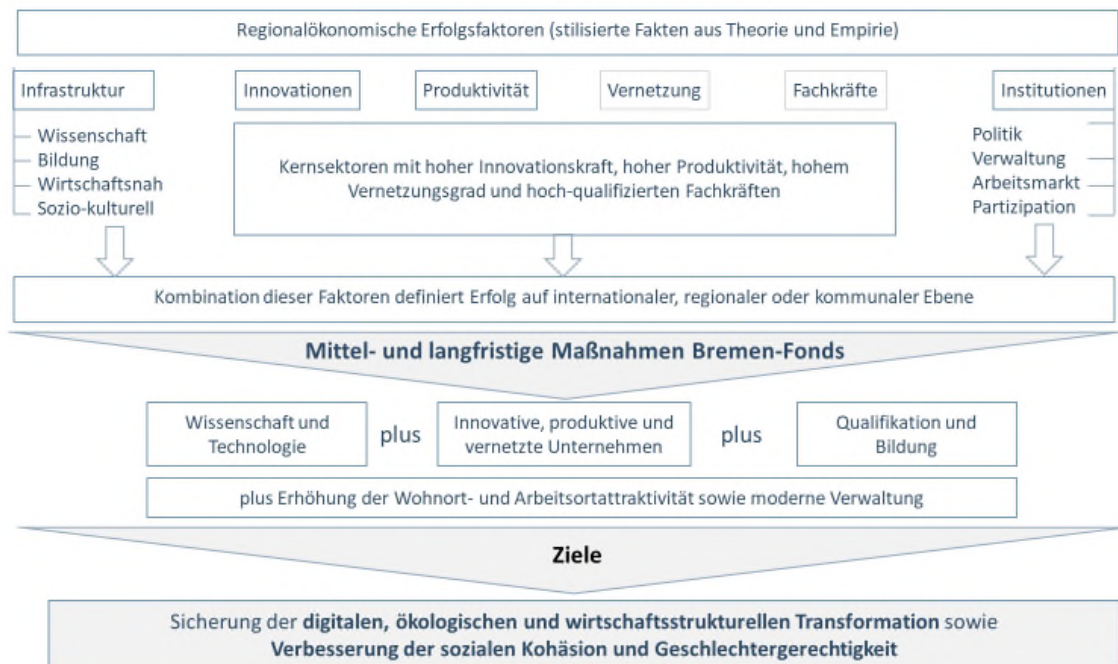 Regionalökonomische Erfolgsfaktoren (stilisierte Fakten aus Theorie und Empirie)
Infrastruktur
Innovationen
Produktivität
Vernetzung
Fachkräfte
Institutionen
Wissenschaft
Bildung
Wirtschaftsnah
Sozio-kulturell
Kernsektoren mit hoher Innovationskraft, hoher Produktivität, hohem
Vernetzungsgrad und hoch-qualifizierten Fachkräften
Politik
Verwaltung
Arbeitsmarkt
Partizipation
Kombination dieser Faktoren definiert Erfolg auf internationaler, regionaler oder kommunaler Ebene
Mittel- und langfristige Maßnahmen Bremen-Fonds
Wissenschaft und
Technologie
plus
Innovative, produktive und
vernetzte Unternehmen
plus
Qualifikation und
Bildung
plus Erhöhung der Wohnort- und Arbeitsortattraktivität sowie moderne Verwaltung
Ziele
Sicherung der digitalen, ökologischen und wirtschaftsstrukturellen Transformation sowie
Verbesserung der sozialen Kohäsion und Geschlechtergerechtigkeit